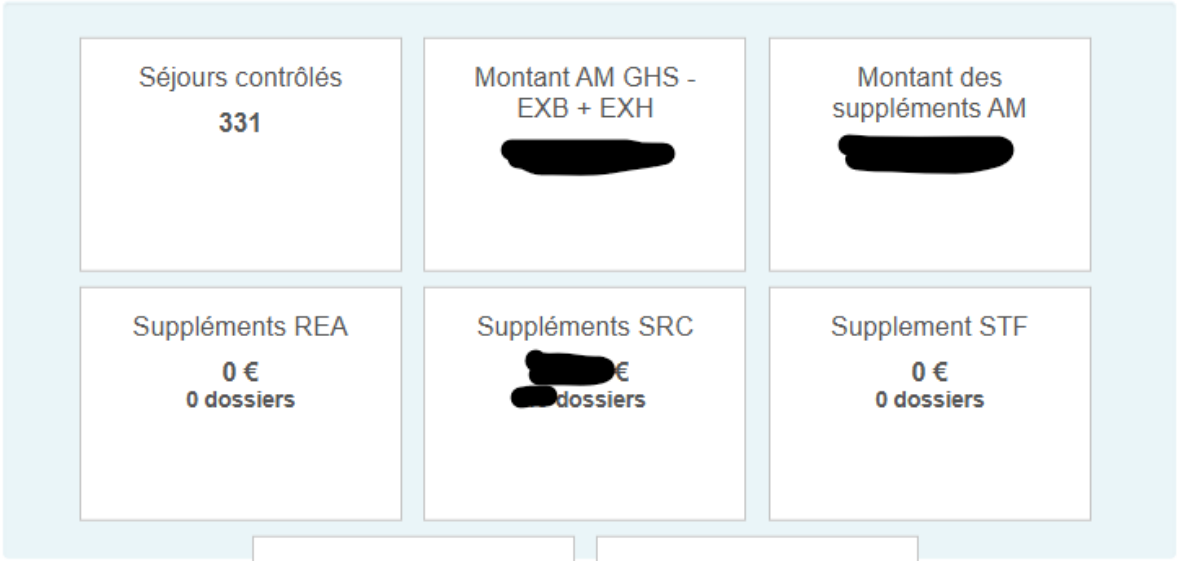 Séjours contrôlés
331
Montant AM GHS -
EXB + EXH
Montant des
suppléments AM
Suppléments REA
0 €
0 dossiers
Suppléments SRC
€
dossiers
Supplement STF
0 €
0 dossiers